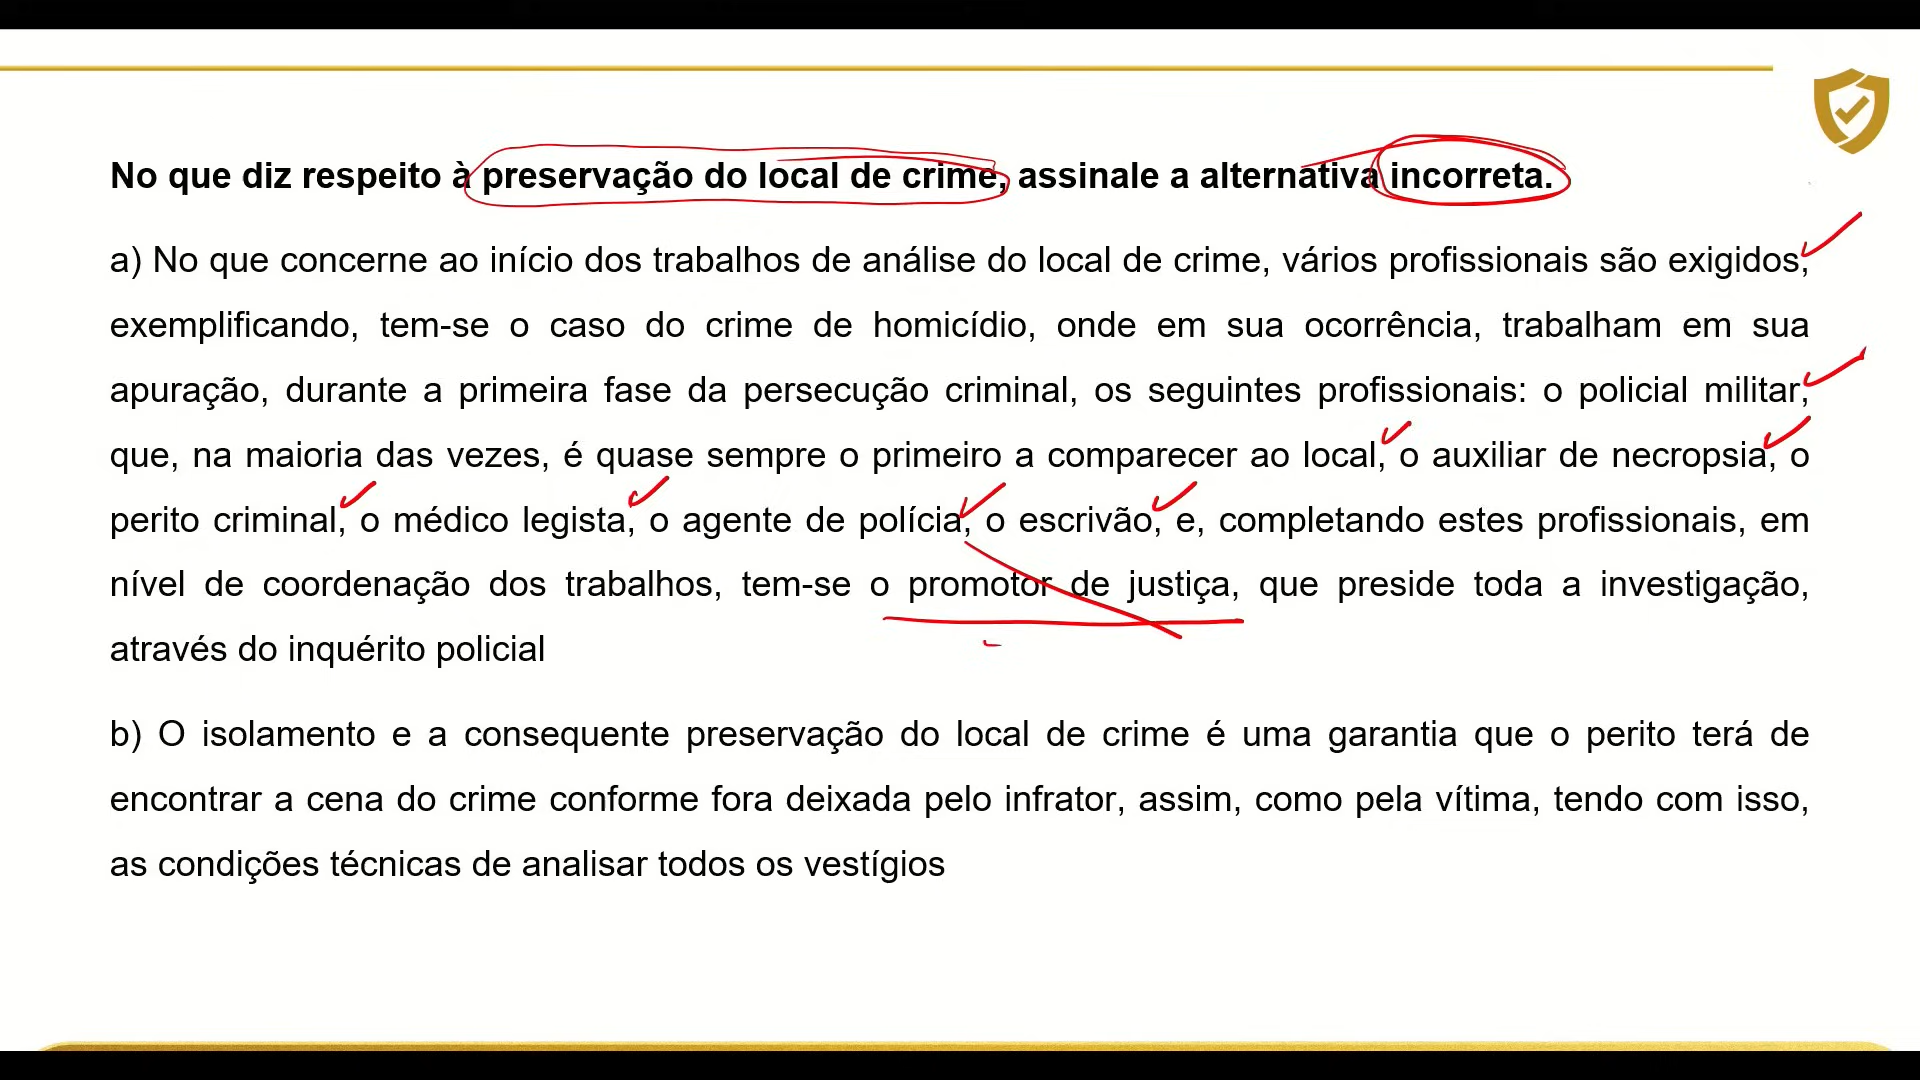 No que diz respeito à preservação do local de crime, assinale a alternativa incorreta.
a) No que concerne ao início dos trabalhos de análise do local de crime, vários profissionais são exigidos,
exemplificando, tem-se o caso do crime de homicídio, onde em sua ocorrência, trabalham em sua
apuração, durante a primeira fase da persecução criminal, os seguintes profissionais: o policial militar,
que, na maioria das vezes, é quase sempre o primeiro a comparecer ao local, o auxiliar de necropsia, o
perito criminal, o médico legista, o agente de polícia, o escrivão, e, completando estes profissionais, em
nível de coordenação dos trabalhos, tem-se o promotor de justiça, que preside toda a investigação,
através do inquérito policial
b) O isolamento e a consequente preservação do local de crime é uma garantia que o perito terá de
encontrar a cena do crime conforme fora deixada pelo infrator, assim, como pela vítima, tendo com isso,
as condições técnicas de analisar todos os vestígios